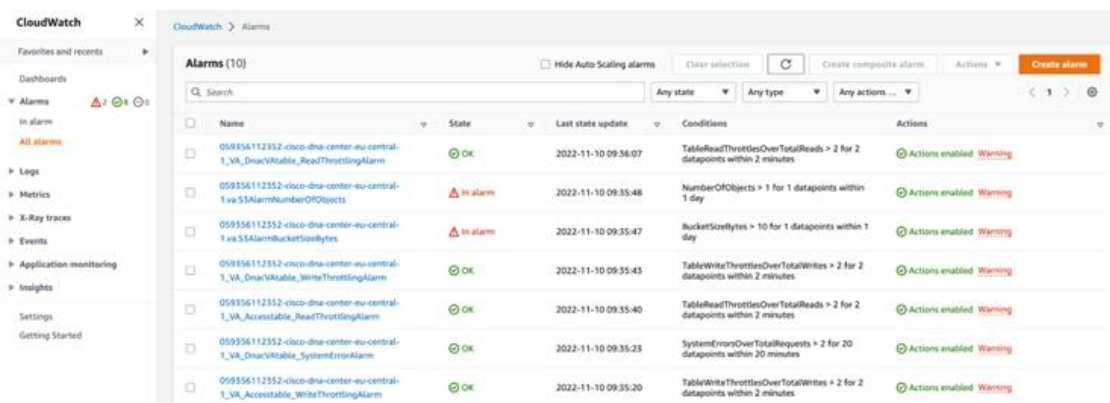 CloudWatch
CloudWatch > Alarms
Favorites and recents
Dashboards
Alarms 2 8 0
In alarm
All alarms
Logs
Metrics
X-Ray traces
Events
Application monitoring
Insights
Settings
Getting Started
Alarms (10)
Hide Auto Scaling alarms
Clear selection
Create composite alarm
Actions
Create alarm
Search
Any state
Any type
Any actions ...
1
Name State Last state update Conditions Actions
059356112352-cisco-dna-center-eu-central-
1_VA_DnacVAtable_ReadThrottlingAlarm
OK
2022-11-10 09:36:07
TableReadThrottlesOverTotalReads > 2 for 2
datapoints within 2 minutes
Actions enabled Warning
059356112352-cisco-dna-center-eu-central-
1.va.S3AlarmNumberOfObjects
In alarm
2022-11-10 09:35:48
NumberOfObjects > 1 for 1 datapoints within
1 day
Actions enabled Warning
059356112352-cisco-dna-center-eu-central-
1.va.S3AlarmBucketSizeBytes
In alarm
2022-11-10 09:35:47
BucketSizeBytes > 10 for 1 datapoints within 1
day
Actions enabled Warning
059356112352-cisco-dna-center-eu-central-
1_VA_DnacVAtable_WriteThrottlingAlarm
OK
2022-11-10 09:35:43
TableWriteThrottlesOverTotalWrites > 2 for 2
datapoints within 2 minutes
Actions enabled Warning
059356112352-cisco-dna-center-eu-central-
1_VA_Accesstable_ReadThrottlingAlarm
OK
2022-11-10 09:35:40
TableReadThrottlesOverTotalReads > 2 for 2
datapoints within 2 minutes
Actions enabled Warning
059356112352-cisco-dna-center-eu-central-
1_VA_DnacVAtable_SystemErrorAlarm
OK
2022-11-10 09:35:23
SystemErrorsOverTotalRequests > 2 for 20
datapoints within 20 minutes
Actions enabled Warning
059356112352-cisco-dna-center-eu-central-
1_VA_Accesstable_WriteThrottlingAlarm
OK
2022-11-10 09:35:20
TableWriteThrottlesOverTotalWrites > 2 for 2
datapoints within 2 minutes
Actions enabled Warning